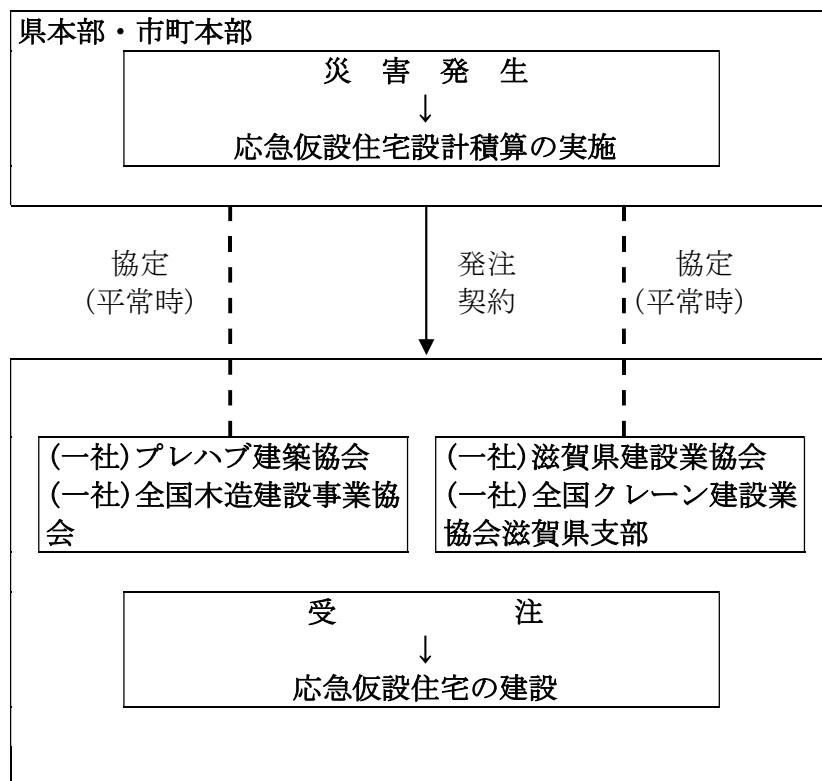 県本部・市町本部
災　害　発　生
↓
応急仮設住宅設計積算の実施
協定
(平常時)
発注
契約
協定
(平常時)
(一社)プレハブ建築協会
(一社)全国木造建設事業協
会
(一社)滋賀県建設業協会
(一社)全国クレーン建設業
協会滋賀県支部
受　　　　　　注
↓
応急仮設住宅の建設